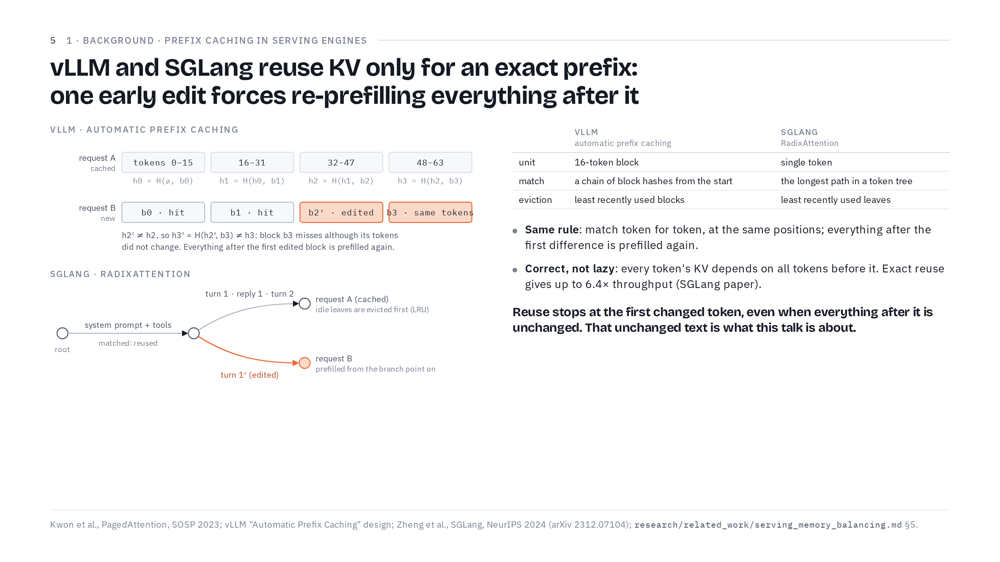 5 1 · BACKGROUND · PREFIX CACHING IN SERVING ENGINES
vLLM and SGLang reuse KV only for an exact prefix:
one early edit forces re-prefilling everything after it
VLLM · AUTOMATIC PREFIX CACHING
request A
cached
tokens 0–15
16–31
32–47
48–63
h0 = H(∅, b0)
h1 = H(h0, b1)
h2 = H(h1, b2)
h3 = H(h2, b3)
request B
new
b0 · hit
b1 · hit
b2′ · edited
b3 · same tokens
h2′ ≠ h2, so h3′ = H(h2′, b3) ≠ h3: block b3 misses although its tokens
did not change. Everything after the first edited block is prefilled again.
SGLANG · RADIXATTENTION
turn 1 · reply 1 · turn 2
request A (cached)
idle leaves are evicted first (LRU)
system prompt + tools
matched: reused
root
request B
prefilled from the branch point on
turn 1′ (edited)
VLLM
automatic prefix caching
SGLANG
RadixAttention
unit 16-token block single token
match a chain of block hashes from the start the longest path in a token tree
eviction least recently used blocks least recently used leaves
Same rule: match token for token, at the same positions; everything after the
first difference is prefilled again.
Correct, not lazy: every token's KV depends on all tokens before it. Exact reuse
gives up to 6.4× throughput (SGLang paper).
Reuse stops at the first changed token, even when everything after it is
unchanged. That unchanged text is what this talk is about.
Kwon et al., PagedAttention, SOSP 2023; vLLM "Automatic Prefix Caching" design; Zheng et al., SGLang, NeurIPS 2024 (arXiv 2312.07104); research/related_work/serving_memory_balancing.md §5.